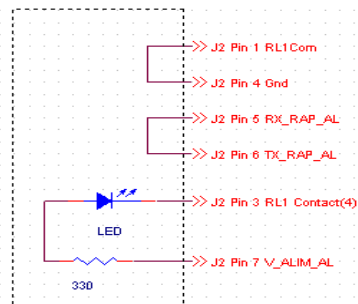 J2 Pin 1 RL1Com
J2 Pin 4 Gnd
J2 Pin 5 RX_RAP_AL
J2 Pin 6 TX_RAP_AL
J2 Pin 3 RL1 Contact(4)
LED
J2 Pin 7 V_ALIM_AL
330